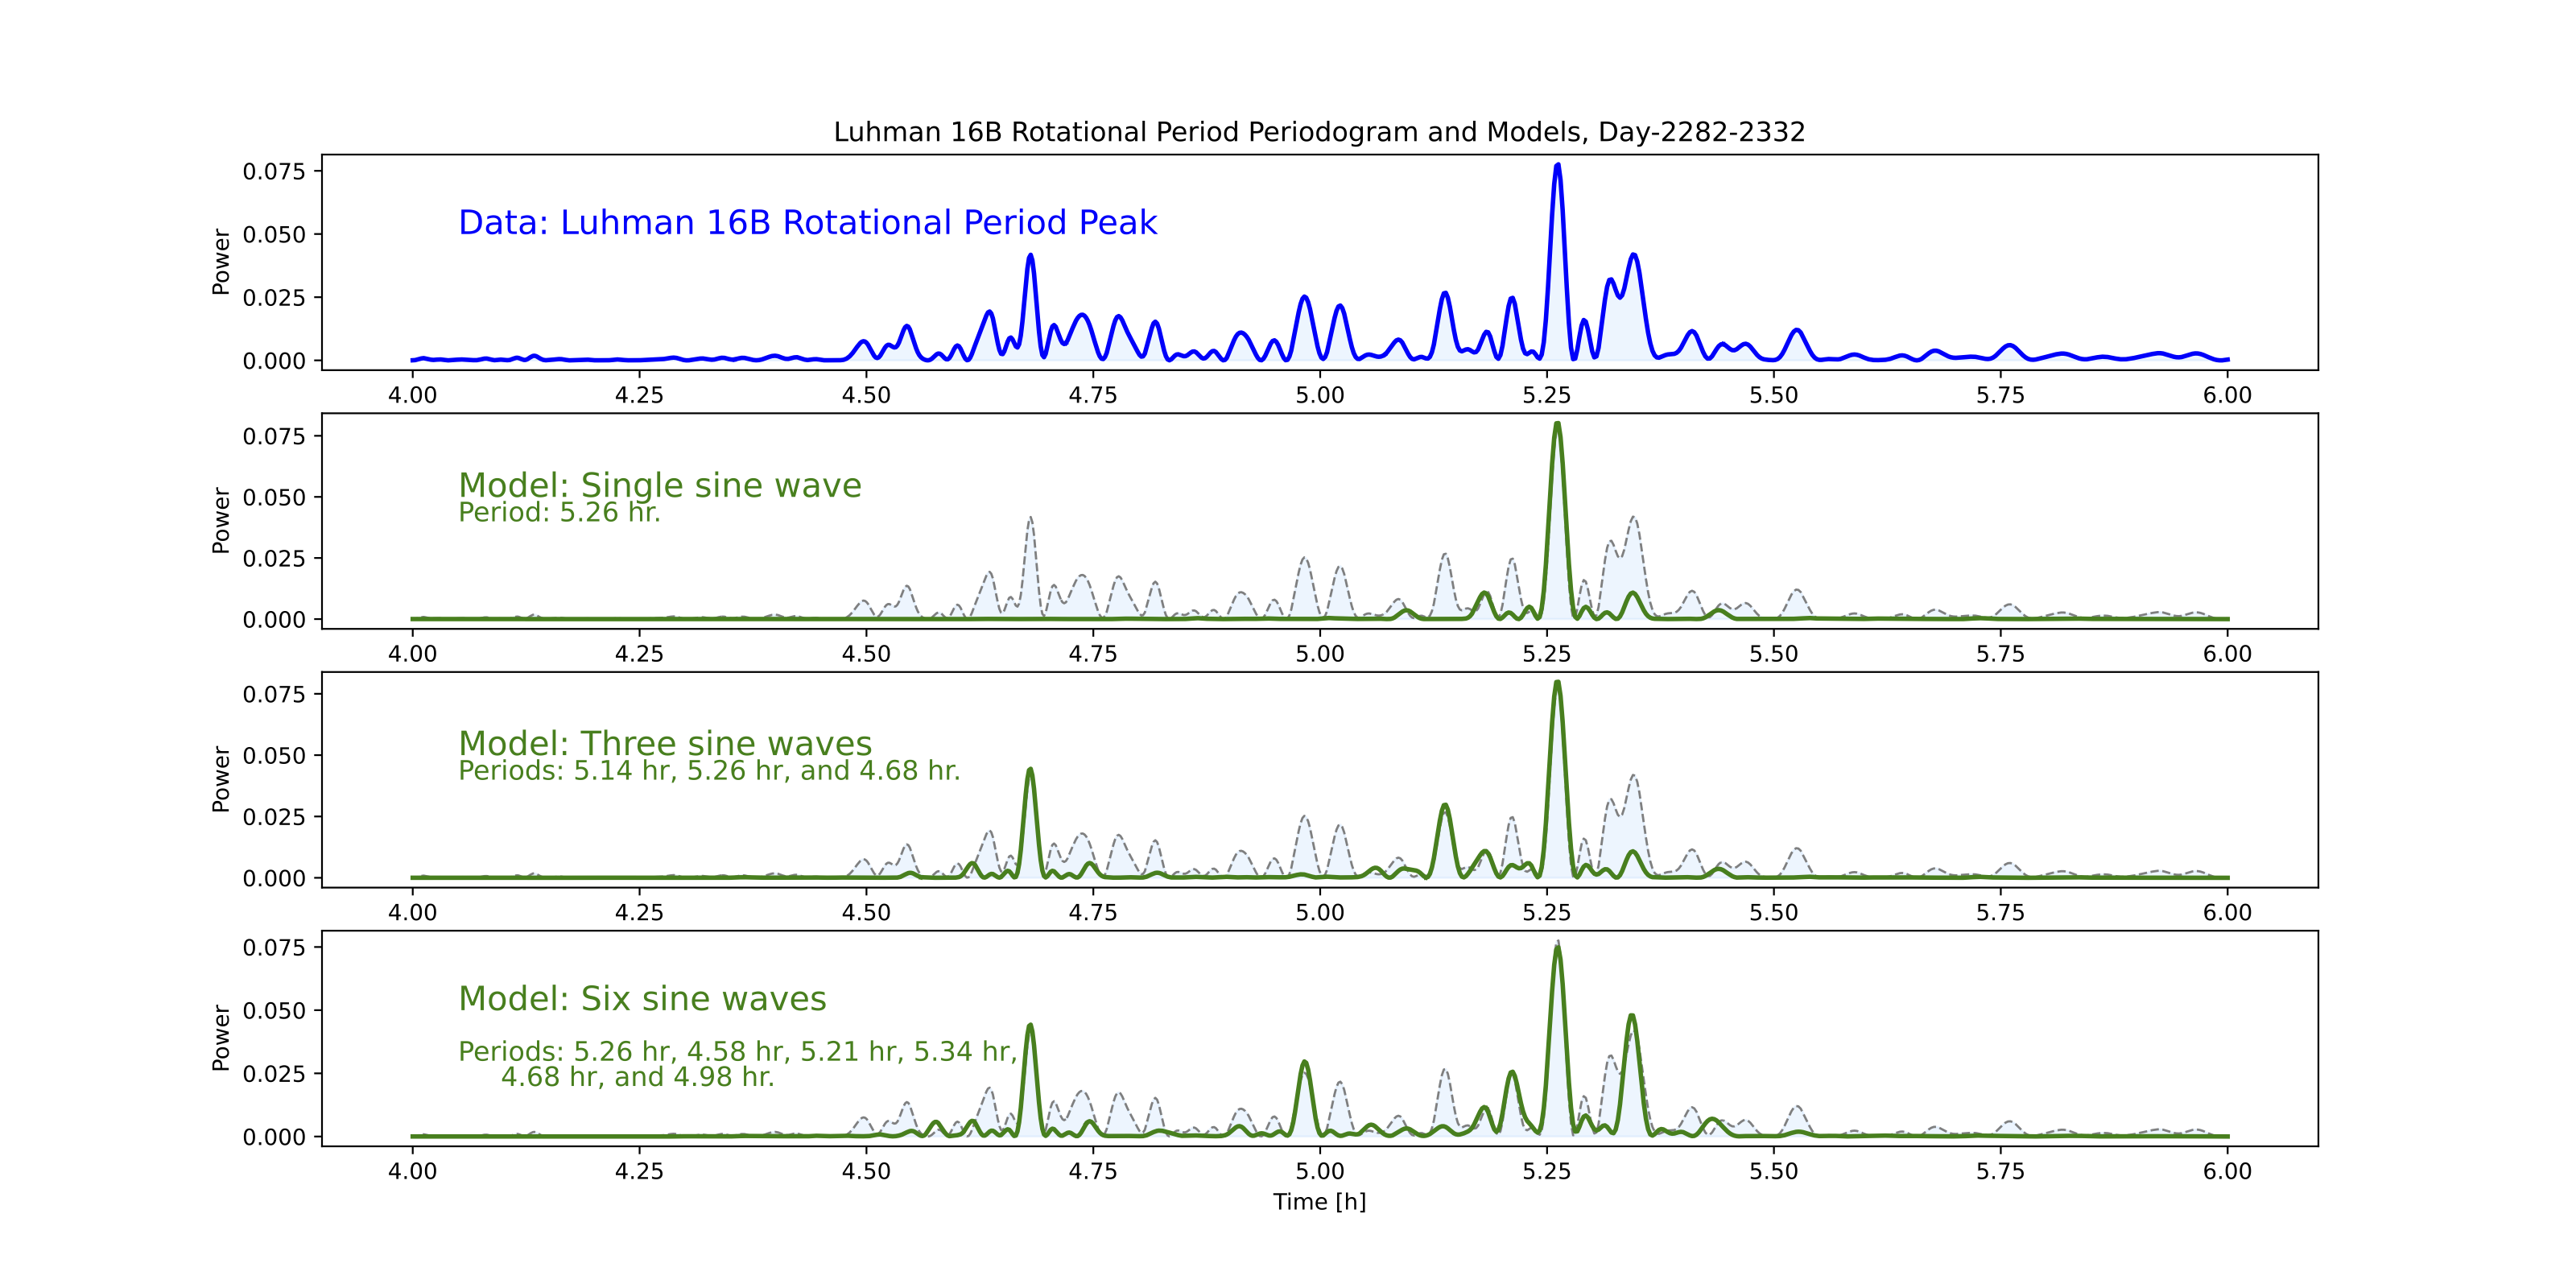 Luhman 16B Rotational Period Periodogram and Models, Day-2282-2332
0.075
0.050
0.025
0.000
Power
Data: Luhman 16B Rotational Period Peak
4.00 4.25 4.50 4.75 5.00 5.25 5.50 5.75 6.00
0.075
0.050
0.025
0.000
Power
Model: Single sine wave
Period: 5.26 hr.
4.00 4.25 4.50 4.75 5.00 5.25 5.50 5.75 6.00
0.075
0.050
0.025
0.000
Power
Model: Three sine waves
Periods: 5.14 hr, 5.26 hr, and 4.68 hr.
4.00 4.25 4.50 4.75 5.00 5.25 5.50 5.75 6.00
0.075
0.050
0.025
0.000
Power
Model: Six sine waves
Periods: 5.26 hr, 4.58 hr, 5.21 hr, 5.34 hr,
4.68 hr, and 4.98 hr.
4.00 4.25 4.50 4.75 5.00 5.25 5.50 5.75 6.00
Time [h]